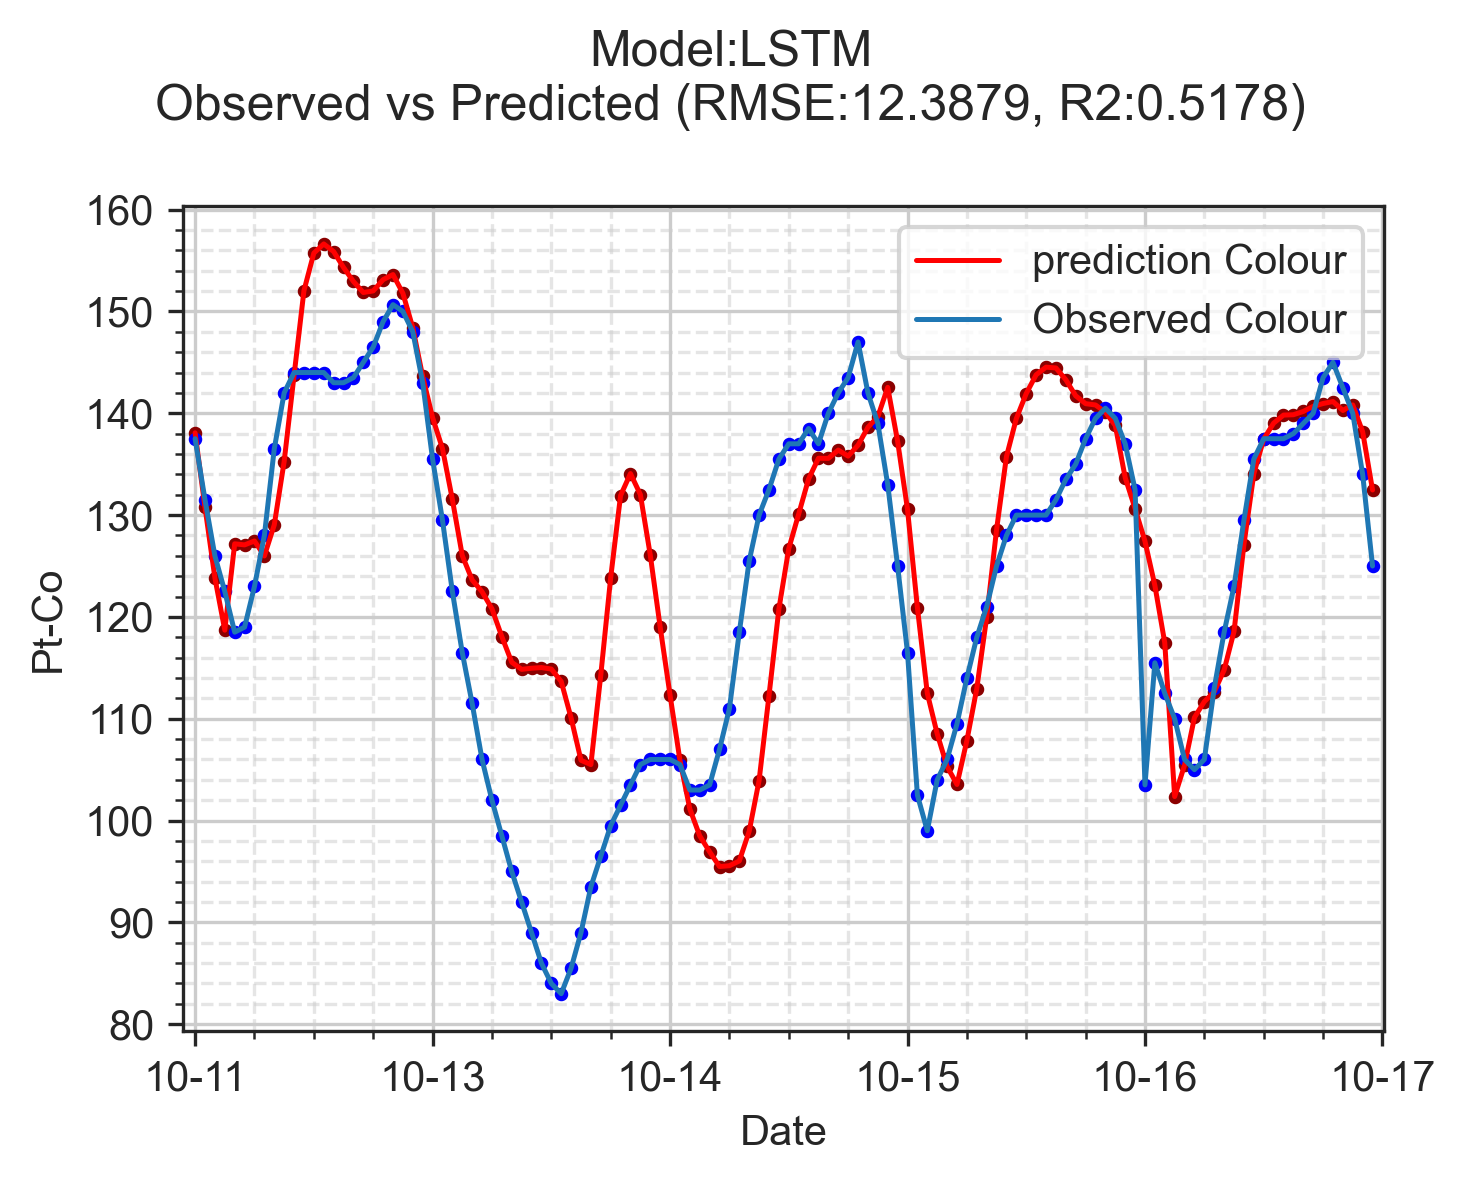 Model:LSTM
Observed vs Predicted (RMSE:12.3879, R2:0.5178)
160
150
140
130
120
110
100
90
80
Pt-Co
prediction Colour
Observed Colour
10-11 10-13 10-14 10-15 10-16 10-17
Date